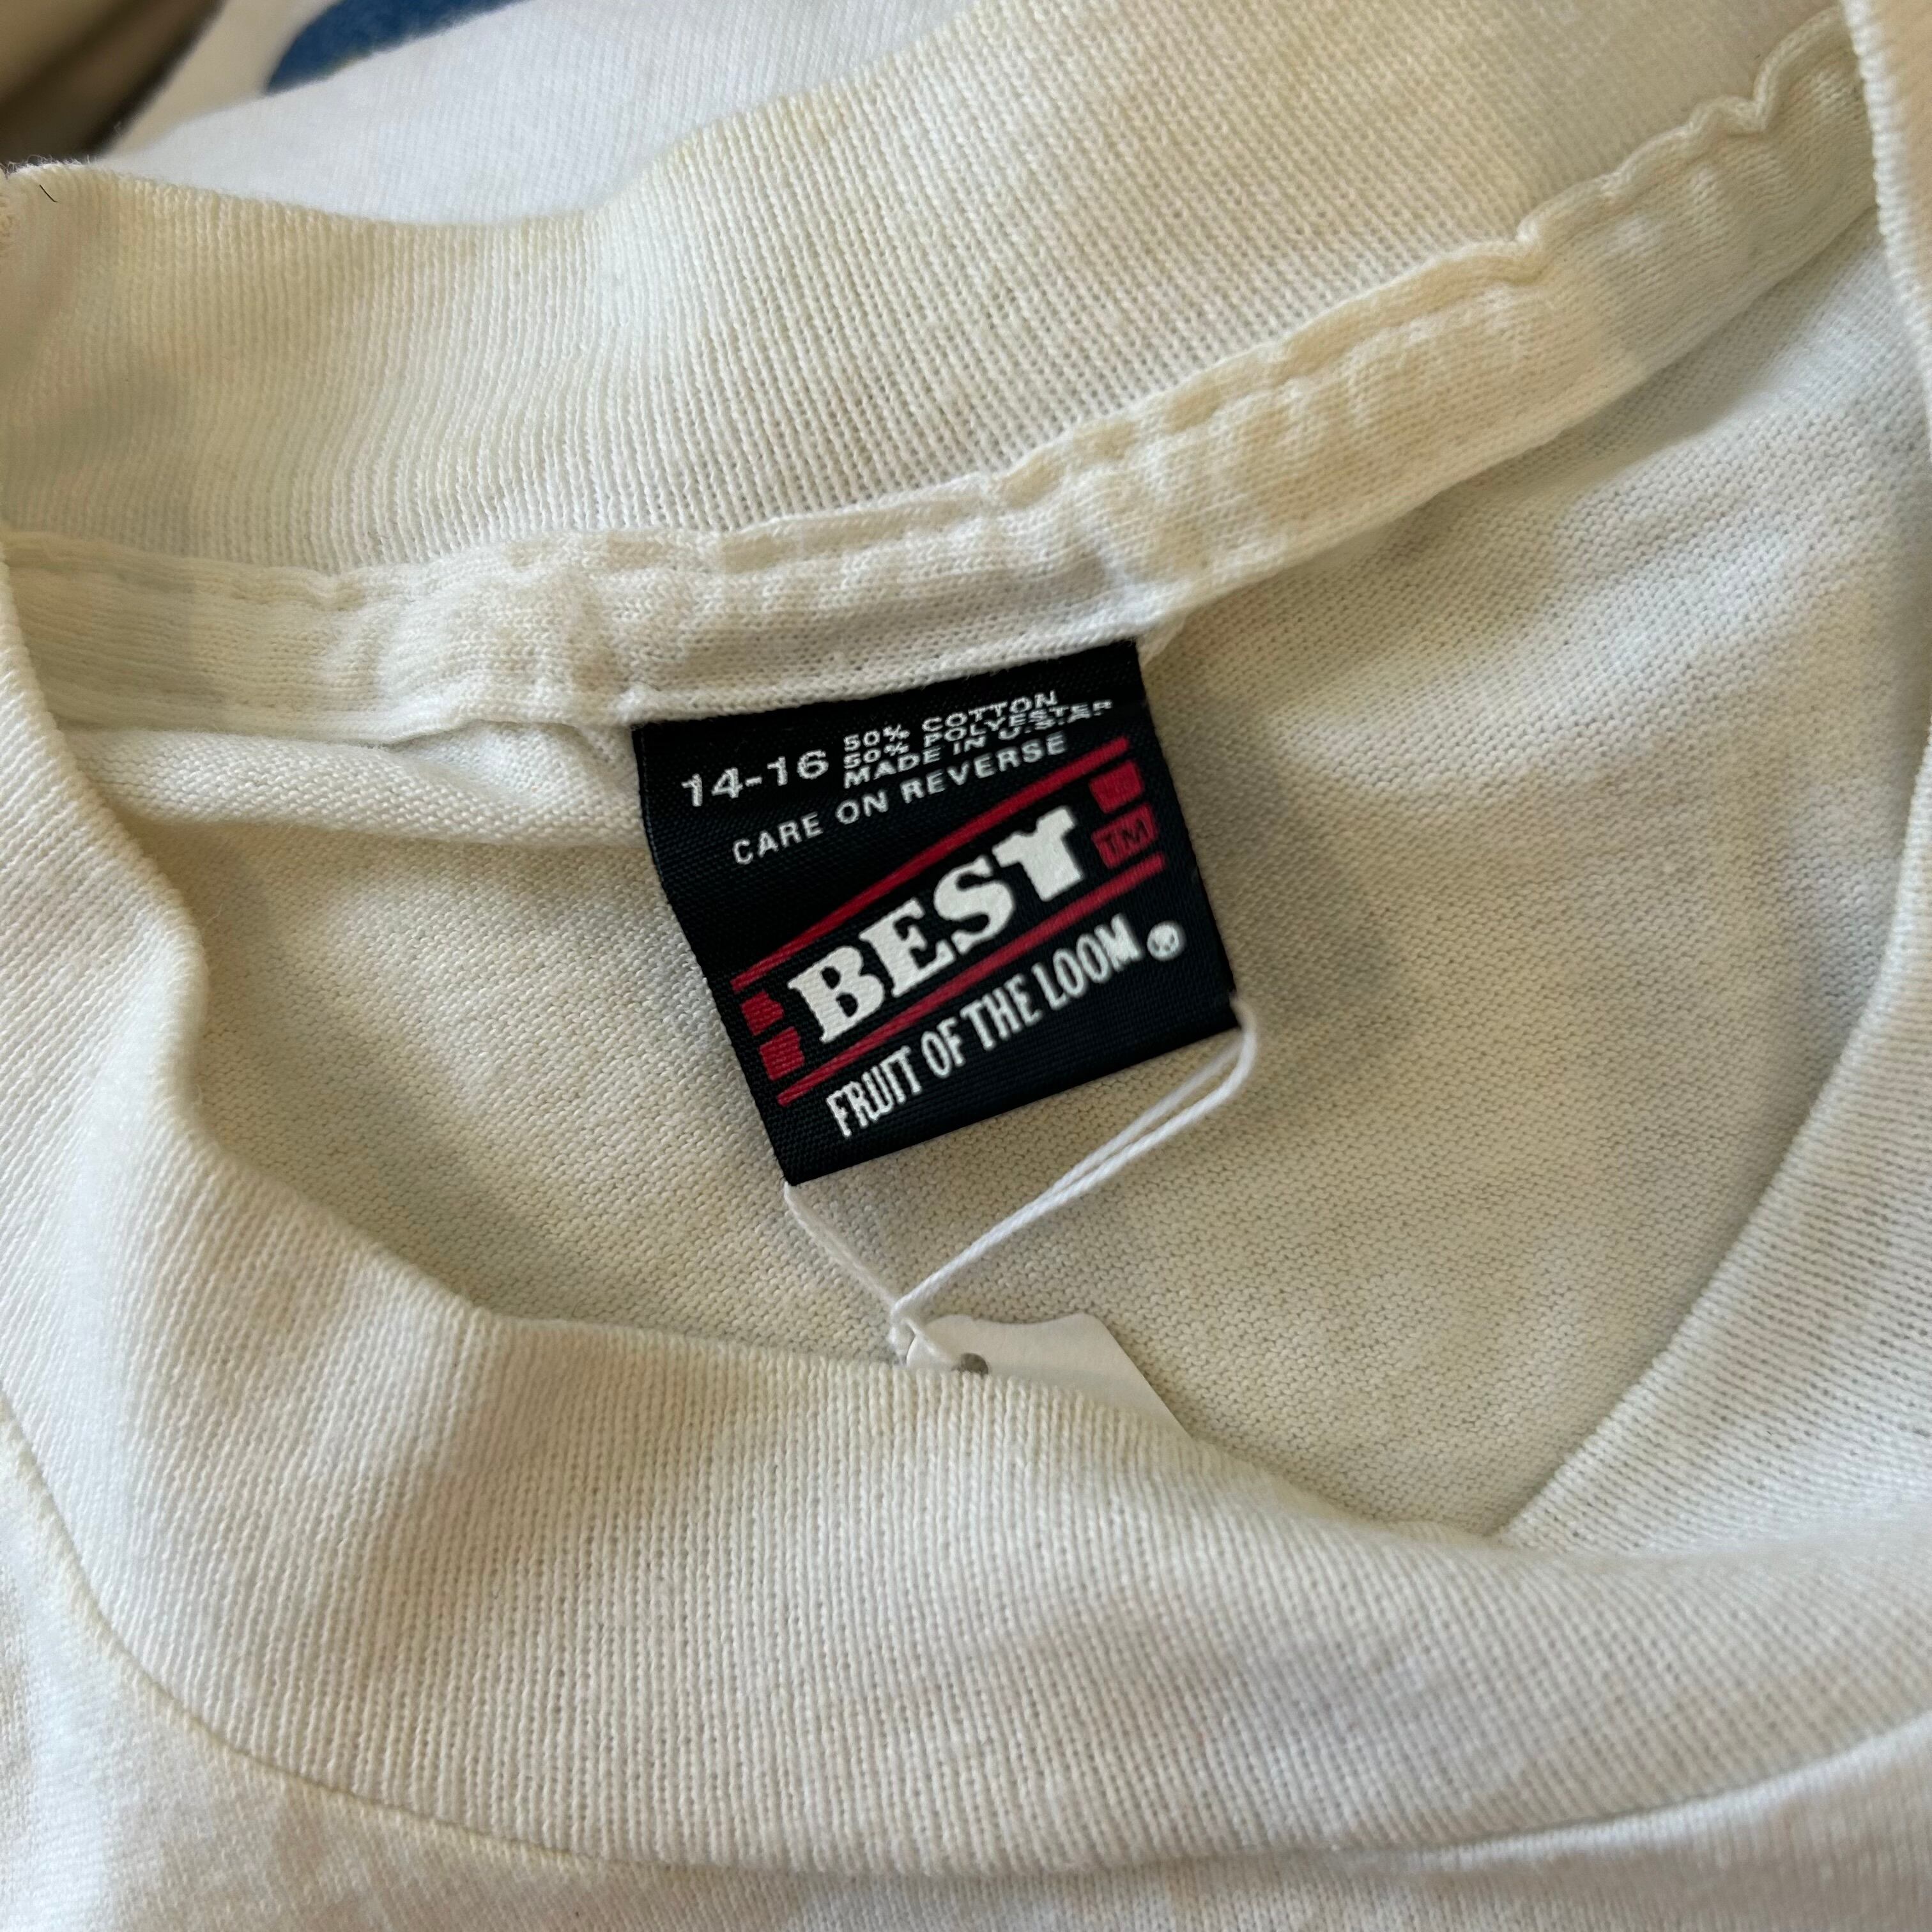 14-16 50% COTTON
50% POLYESTER
MADE IN U.S.A.
CARE ON REVERSE
BEST TM
FRUIT OF THE LOOM®